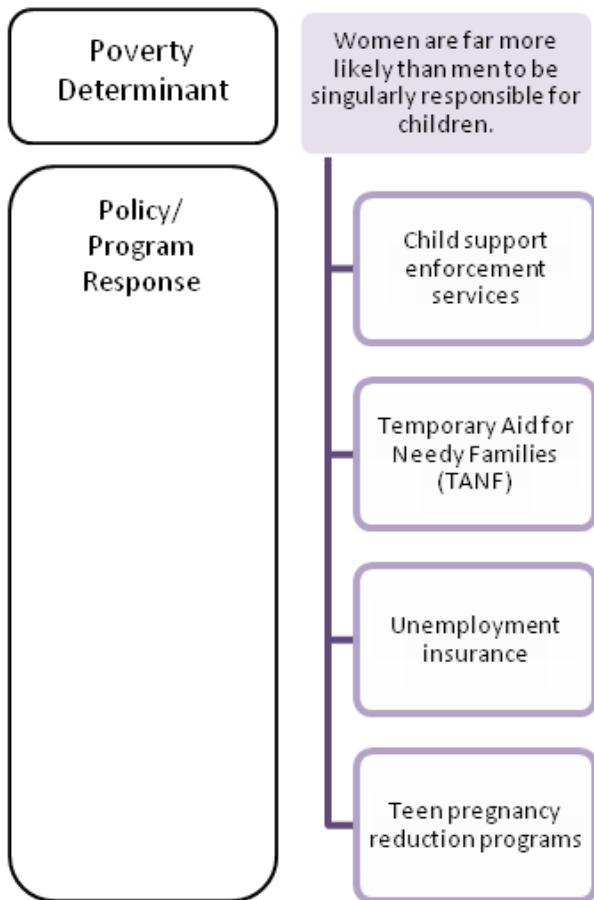 Poverty
Determinant
Women are far more
likely than men to be
singularly responsible for
children.
Policy/
Program
Response
Child support
enforcement
services
Temporary Aid for
Needy Families
(TANF)
Unemployment
insurance
Teen pregnancy
reduction programs